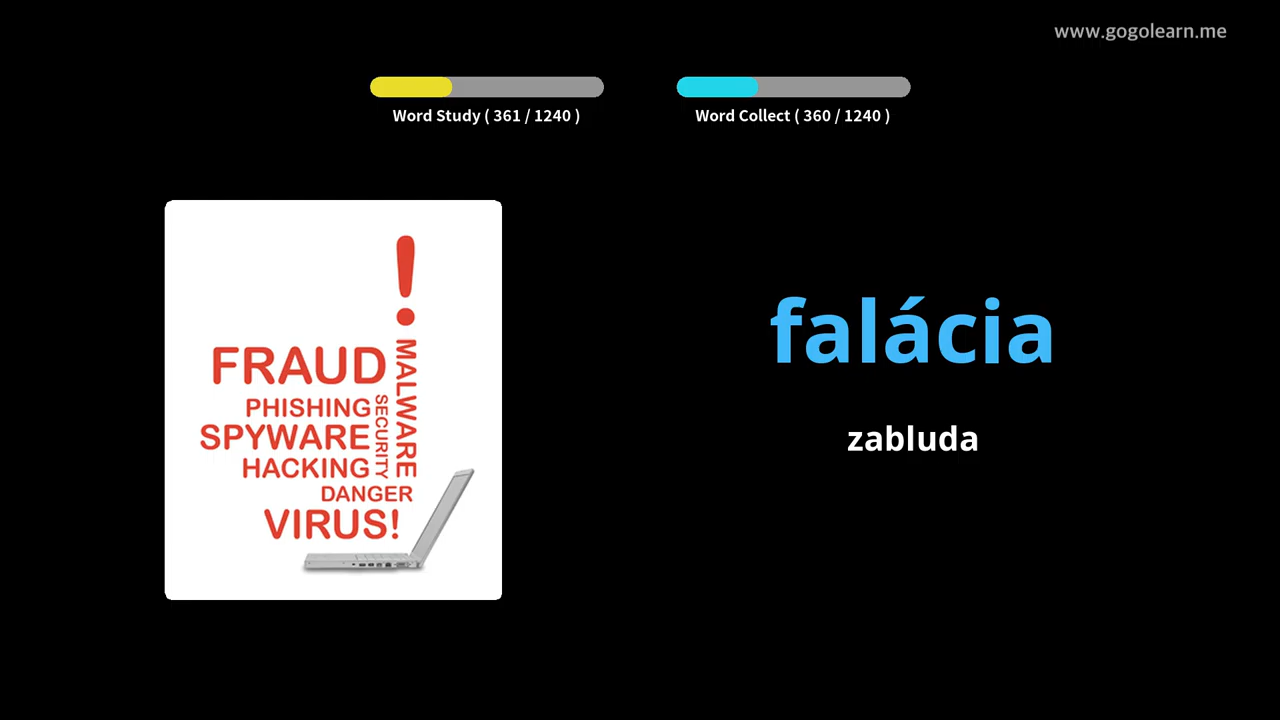 www.gogolearn.me
Word Study ( 361 / 1240 )
Word Collect ( 360 / 1240 )
!
FRAUD
MALWARE
PHISHING
SECURITY
SPYWARE
HACKING
DANGER
VIRUS!
falácia
zabluda